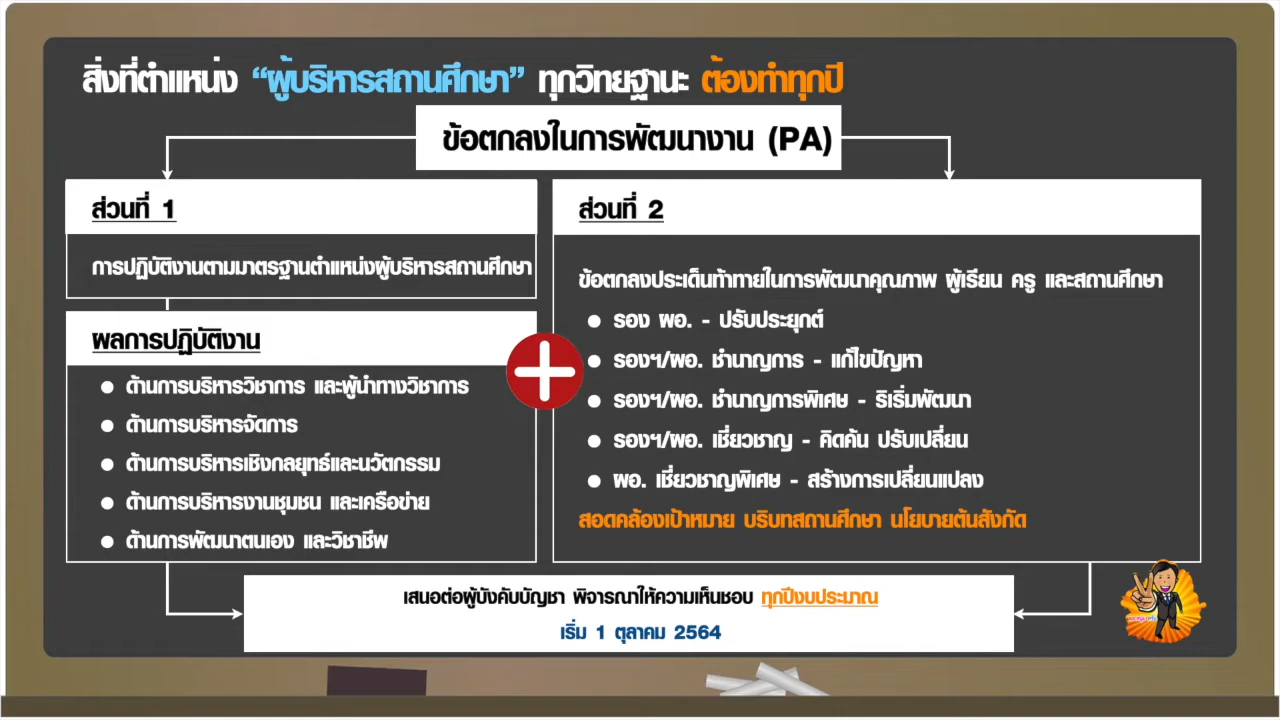 สิ่งที่ตำแหน่ง “ผู้บริหารสถานศึกษา” ทุกวิทยฐานะ ต้องทำทุกปี
ข้อตกลงในการพัฒนางาน (PA)
ส่วนที่ 1
การปฏิบัติงานตามมาตรฐานตำแหน่งผู้บริหารสถานศึกษา
ผลการปฏิบัติงาน
● ด้านการบริหารวิชาการ และผู้นำทางวิชาการ
● ด้านการบริหารจัดการ
● ด้านการบริหารเชิงกลยุทธ์และนวัตกรรม
● ด้านการบริหารงานชุมชน และเครือข่าย
● ด้านการพัฒนาตนเอง และวิชาชีพ
ส่วนที่ 2
ข้อตกลงประเด็นท้าทายในการพัฒนาคุณภาพ ผู้เรียน ครู และสถานศึกษา
● รอง ผอ. - ปรับประยุกต์
● รองฯ/ผอ. ชำนาญการ - แก้ไขปัญหา
● รองฯ/ผอ. ชำนาญการพิเศษ - ริเริ่มพัฒนา
● รองฯ/ผอ. เชี่ยวชาญ - คิดค้น ปรับเปลี่ยน
● ผอ. เชี่ยวชาญพิเศษ - สร้างการเปลี่ยนแปลง
สอดคล้องเป้าหมาย บริบทสถานศึกษา นโยบายต้นสังกัด
เสนอต่อผู้บังคับบัญชา พิจารณาให้ความเห็นชอบ ทุกปีงบประมาณ
เริ่ม 1 ตุลาคม 2564